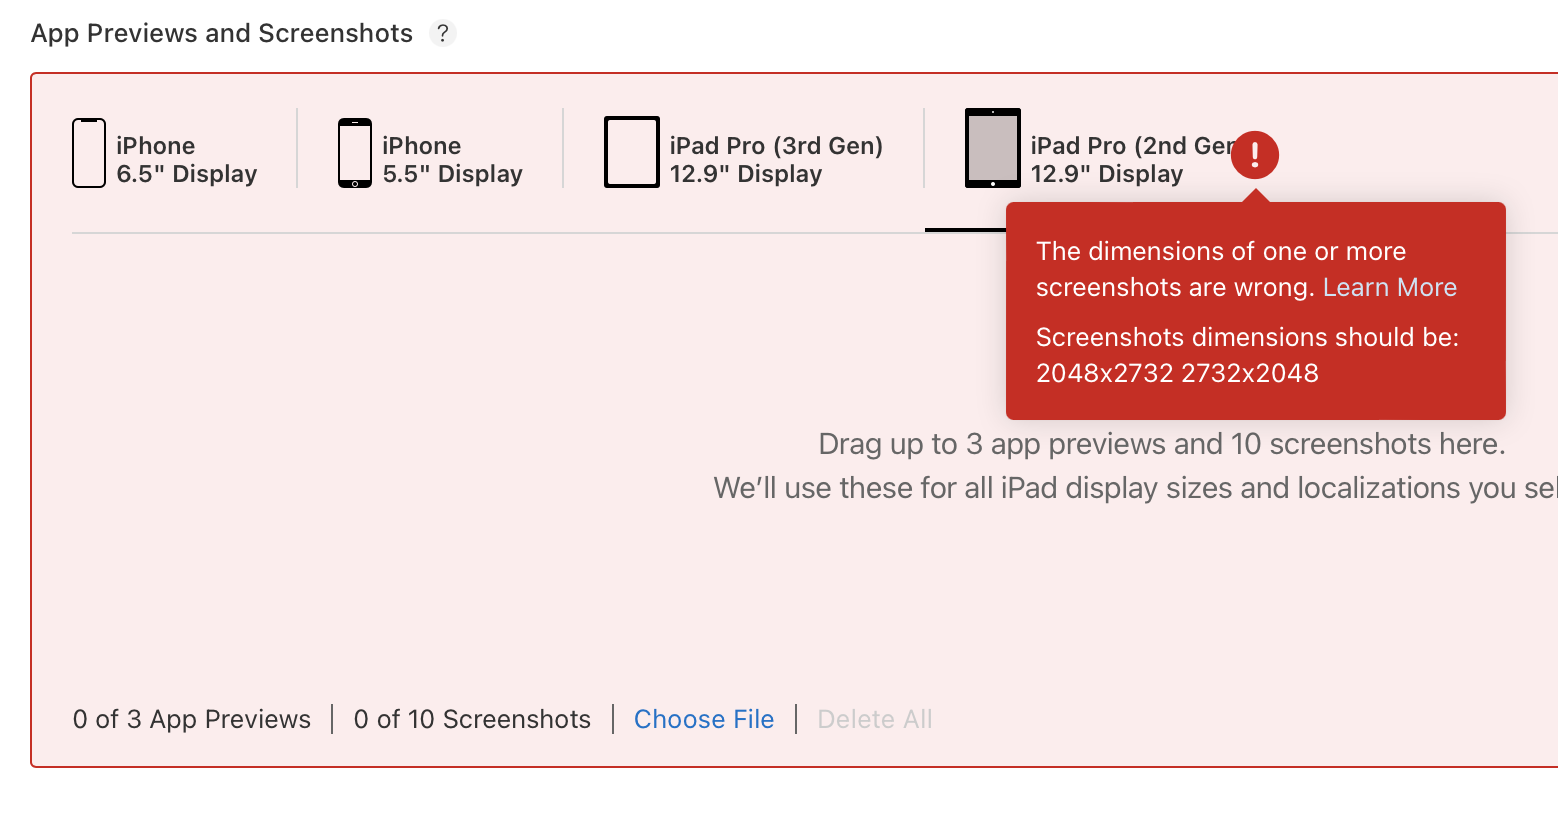 App Previews and Screenshots ?
iPhone
6.5" Display
iPhone
5.5" Display
iPad Pro (3rd Gen)
12.9" Display
iPad Pro (2nd Ger
12.9" Display
!
The dimensions of one or more
screenshots are wrong. Learn More
Screenshots dimensions should be:
2048x2732 2732x2048
Drag up to 3 app previews and 10 screenshots here.
We’ll use these for all iPad display sizes and localizations you sel
0 of 3 App Previews | 0 of 10 Screenshots | Choose File | Delete All